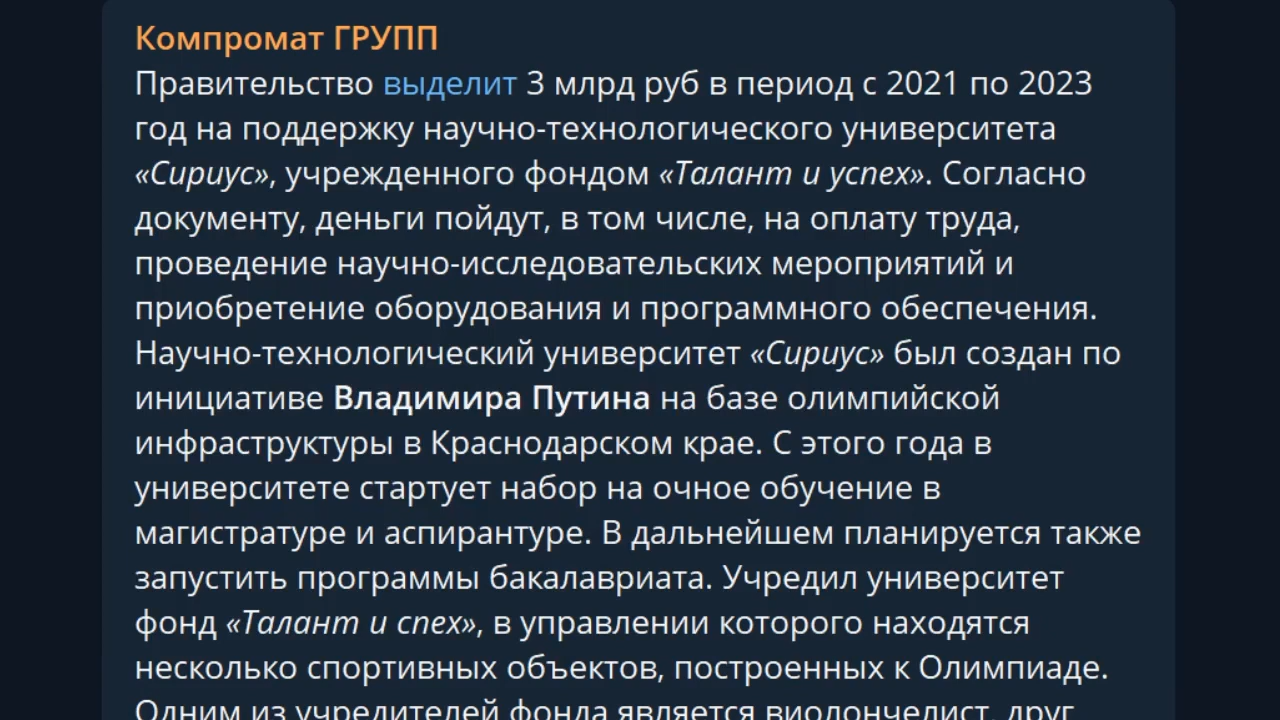 Компромат ГРУПП
Правительство выделит 3 млрд руб в период с 2021 по 2023
год на поддержку научно-технологического университета
«Сириус», учрежденного фондом «Талант и успех». Согласно
документу, деньги пойдут, в том числе, на оплату труда,
проведение научно-исследовательских мероприятий и
приобретение оборудования и программного обеспечения.
Научно-технологический университет «Сириус» был создан по
инициативе Владимира Путина на базе олимпийской
инфраструктуры в Краснодарском крае. С этого года в
университете стартует набор на очное обучение в
магистратуре и аспирантуре. В дальнейшем планируется также
запустить программы бакалавриата. Учредил университет
фонд «Талант и спех», в управлении которого находятся
несколько спортивных объектов, построенных к Олимпиаде.
Одним из учредителей фонда является виолончелист, друг